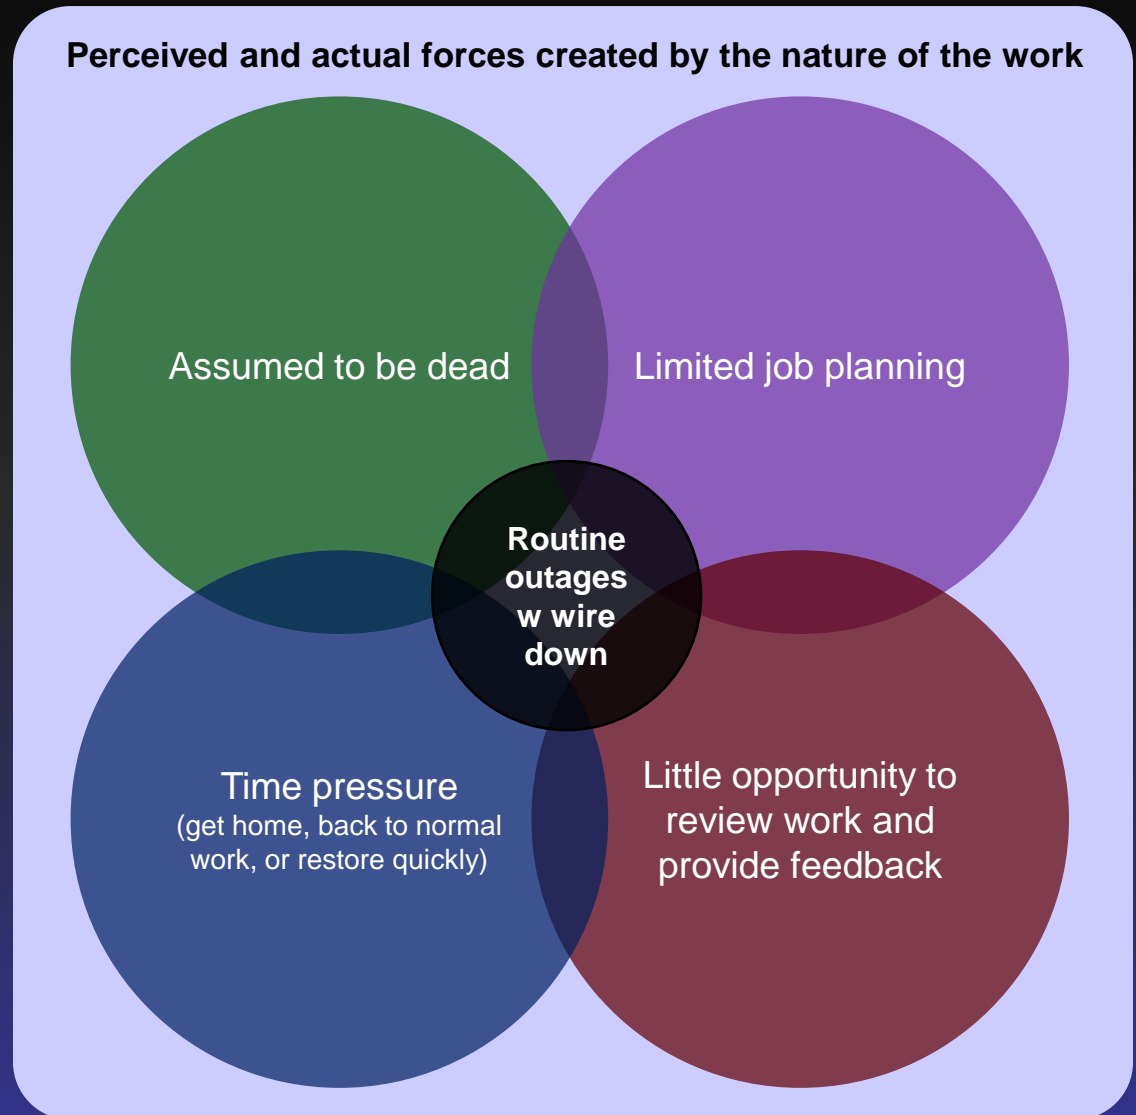 Perceived and actual forces created by the nature of the work
Assumed to be dead
Limited job planning
Routine
outages
w wire
down
Time pressure
(get home, back to normal
work, or restore quickly)
Little opportunity to
review work and
provide feedback